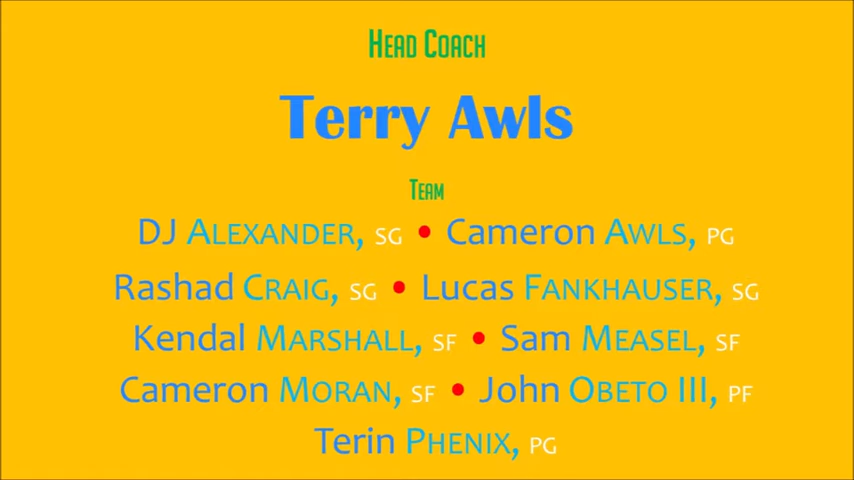 Head Coach
Terry Awls
Team
DJ ALEXANDER, SG • Cameron AWLS, PG
Rashad CRAIG, SG • Lucas FANKHAUSER, SG
Kendal MARSHALL, SF • Sam MEASEL, SF
Cameron MORAN, SF • John OBETO III, PF
Terin PHENIX, PG